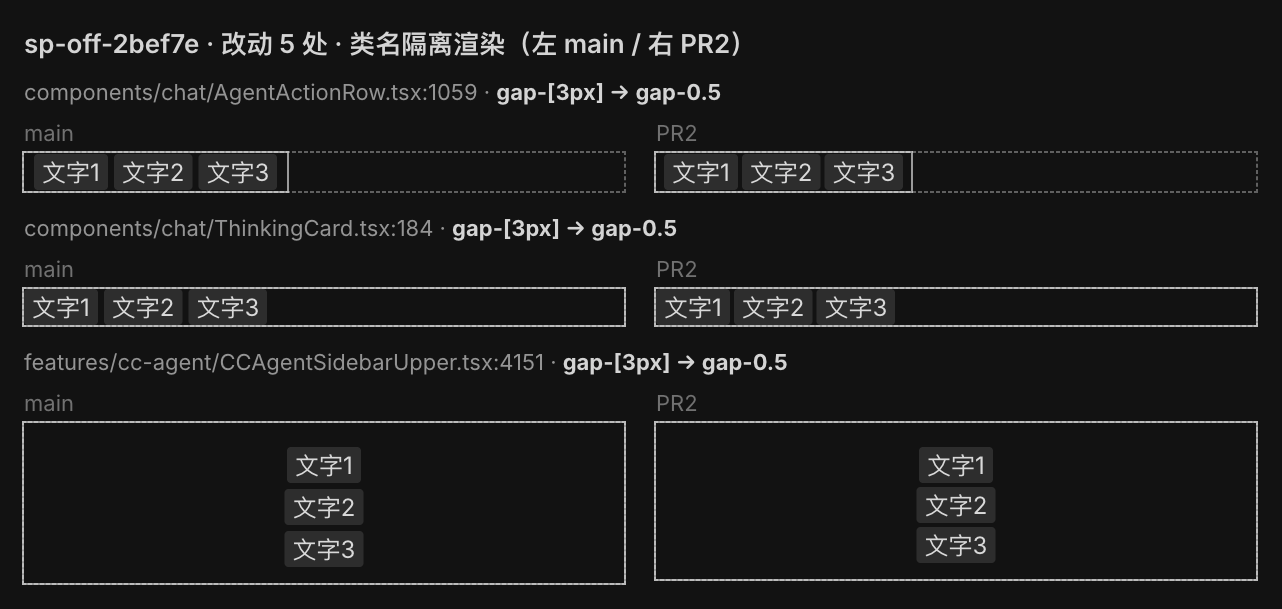 sp-off-2bef7e · 改动 5 处 · 类名隔离渲染（左 main / 右 PR2）
components/chat/AgentActionRow.tsx:1059 · gap-[3px] → gap-0.5
main PR2
文字1 文字2 文字3 文字1 文字2 文字3
components/chat/ThinkingCard.tsx:184 · gap-[3px] → gap-0.5
main PR2
文字1 文字2 文字3 文字1 文字2 文字3
features/cc-agent/CCAgentSidebarUpper.tsx:4151 · gap-[3px] → gap-0.5
main PR2
文字1 文字1
文字2 文字2
文字3 文字3